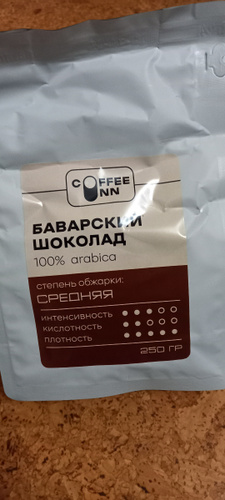 COFFEE
INN
БАВАРСКИЙ
ШОКОЛАД
100% arabica
степень обжарки:
СРЕДНЯЯ
интенсивность
кислотность
плотность
250 ГР